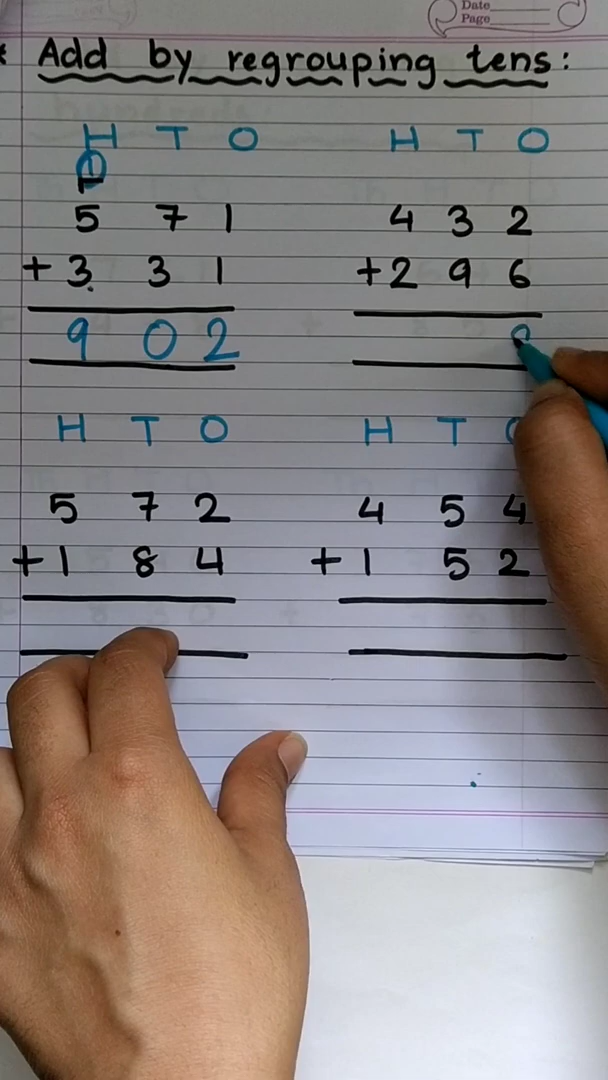 Date
Page
* Add by regrouping tens:
H T O
1
5 7 1
+ 3 3 1
9 0 2
H T O
4 3 2
+ 2 9 6
H T O
5 7 2
+ 1 8 4
H T
4 5 4
+ 1 5 2